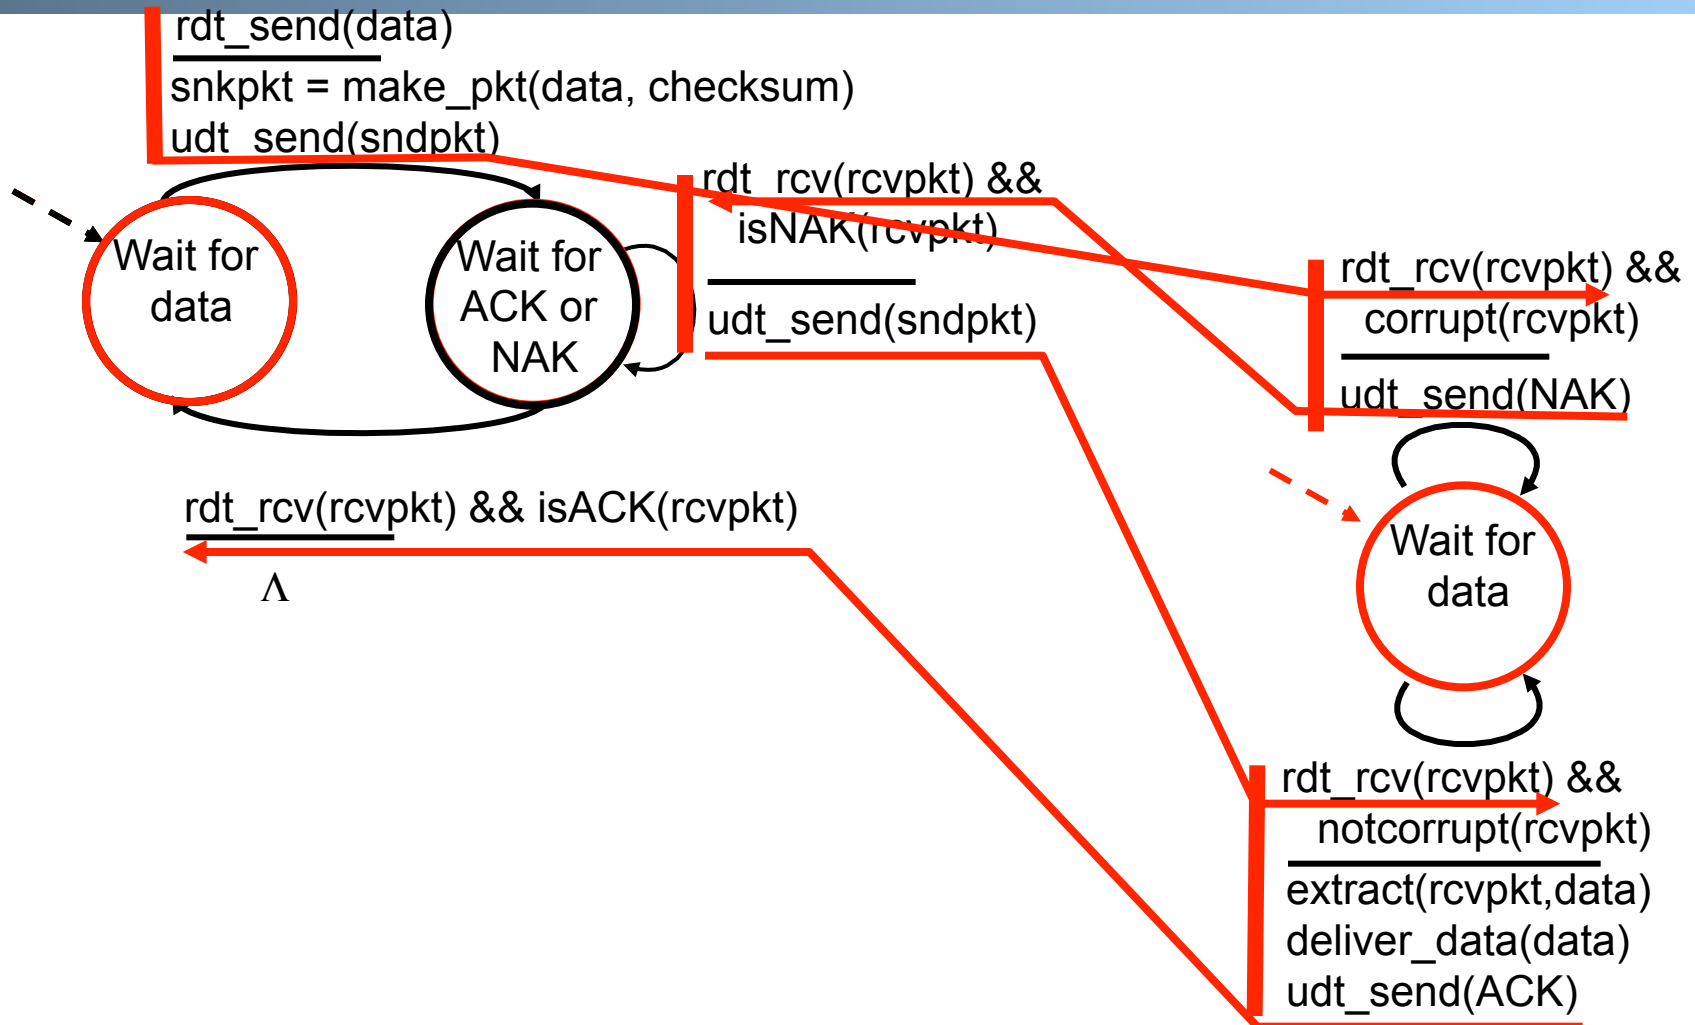 rdt_send(data)
snkpkt = make_pkt(data, checksum)
udt_send(sndpkt)
rdt_rcv(rcvpkt) &&
isNAK(rcvpkt)
udt_send(sndpkt)
Wait for
data
Wait for
ACK or
NAK
rdt_rcv(rcvpkt) && isACK(rcvpkt)
Λ
rdt_rcv(rcvpkt) &&
corrupt(rcvpkt)
udt_send(NAK)
Wait for
data
rdt_rcv(rcvpkt) &&
notcorrupt(rcvpkt)
extract(rcvpkt,data)
deliver_data(data)
udt_send(ACK)